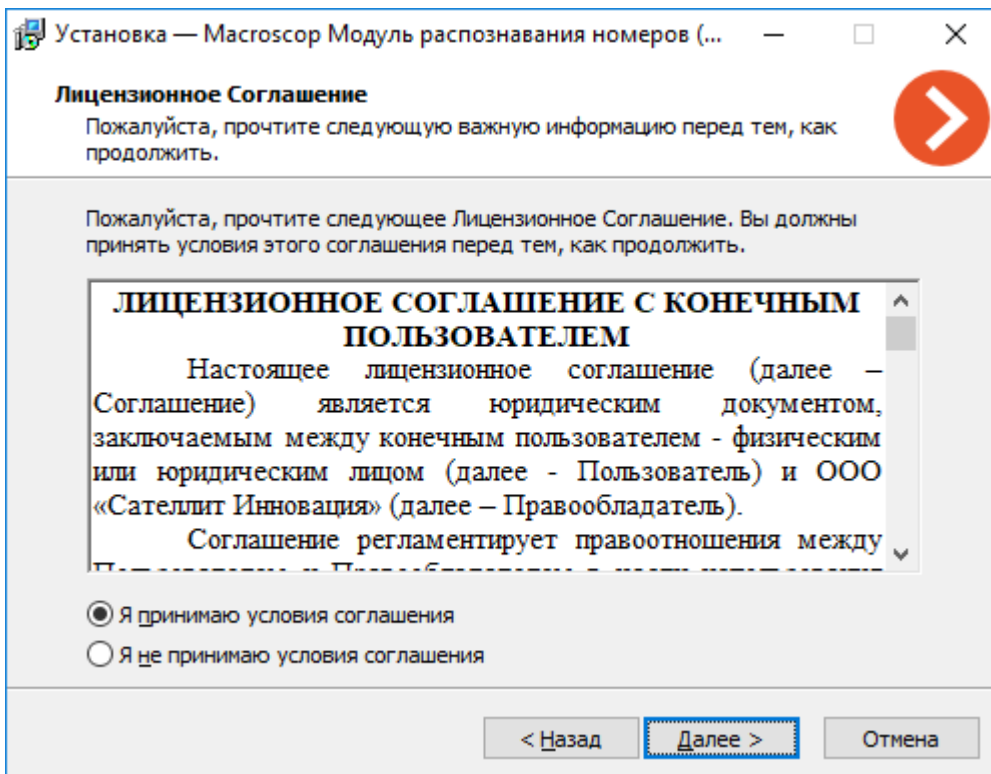 Установка — Macroscop Модуль распознавания номеров (...
Лицензионное Соглашение
Пожалуйста, прочтите следующую важную информацию перед тем, как
продолжить.
Пожалуйста, прочтите следующее Лицензионное Соглашение. Вы должны
принять условия этого соглашения перед тем, как продолжить.
ЛИЦЕНЗИОННОЕ СОГЛАШЕНИЕ С КОНЕЧНЫМ
ПОЛЬЗОВАТЕЛЕМ
Настоящее лицензионное соглашение (далее –
Соглашение) является юридическим документом,
заключаемым между конечным пользователем - физическим
или юридическим лицом (далее - Пользователь) и ООО
«Сателлит Инновация» (далее – Правообладатель).
Соглашение регламентирует правоотношения между
Я принимаю условия соглашения
Я не принимаю условия соглашения
< Назад
Далее >
Отмена